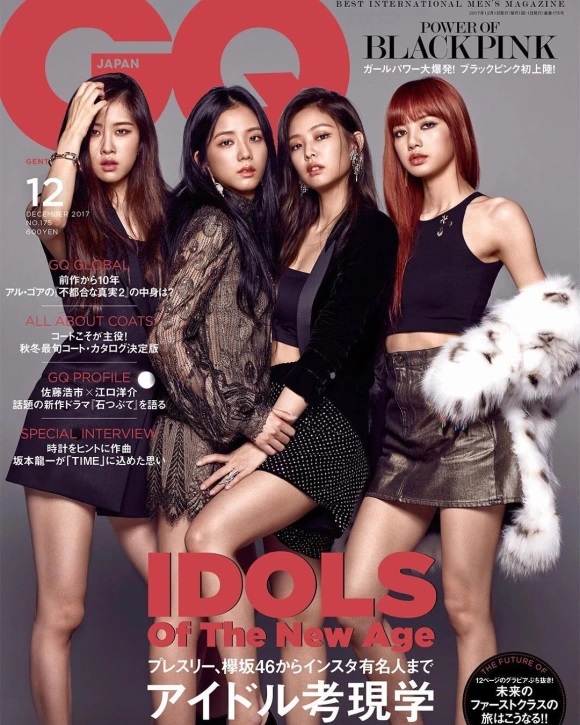 BEST INTERNATIONAL MEN'S MAGAZINE
GQ
JAPAN
POWER OF
BLACKPINK
ガールパワー大爆発! ブラックピンク初上陸!
GENT
12
DECEMBER 2017
NO.175
600YEN
GQ GLOBAL
前作から10年
アル・ゴアの「不都合な真実2」の中身は?
ALL ABOUT COATS
コートこそが主役!
秋冬最旬コート・カタログ決定版
GQ PROFILE
佐藤浩市×江口洋介
話題の新作ドラマ『石つぶて』を語る
SPECIAL INTERVIEW
時計をヒントに作曲
坂本龍一が「TIME」に込めた思い
IDOLS
Of The New Age
プレスリー、欅坂46からインスタ有名人まで
アイドル考現学
THE FUTURE OF
12ページのグラビアぶち抜き!
未来の
ファーストクラスの
旅はこうなる!!